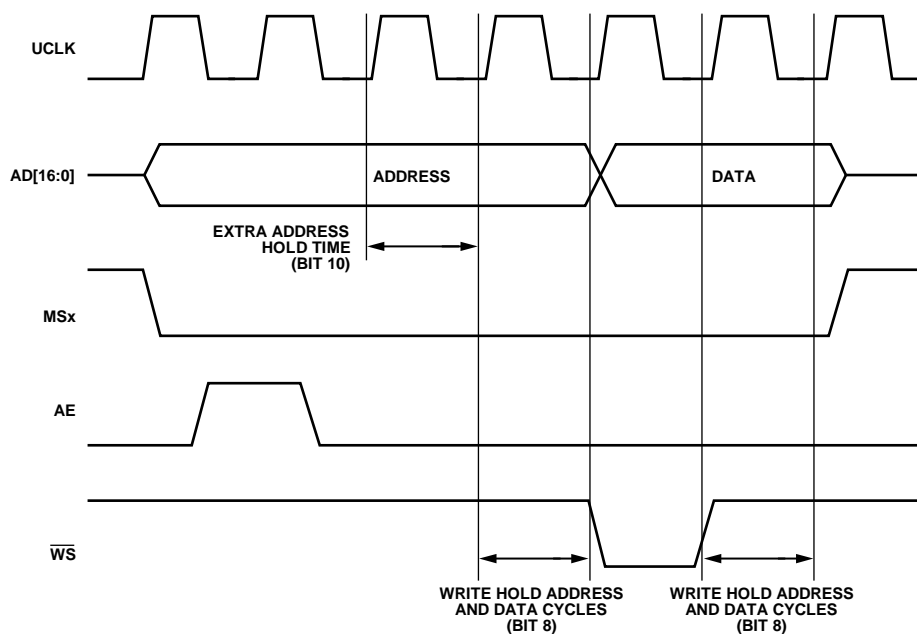 UCLK
AD[16:0]
ADDRESS
DATA
EXTRA ADDRESS
HOLD TIME
(BIT 10)
MSx
AE
WS
WRITE HOLD ADDRESS
AND DATA CYCLES
(BIT 8)
WRITE HOLD ADDRESS
AND DATA CYCLES
(BIT 8)